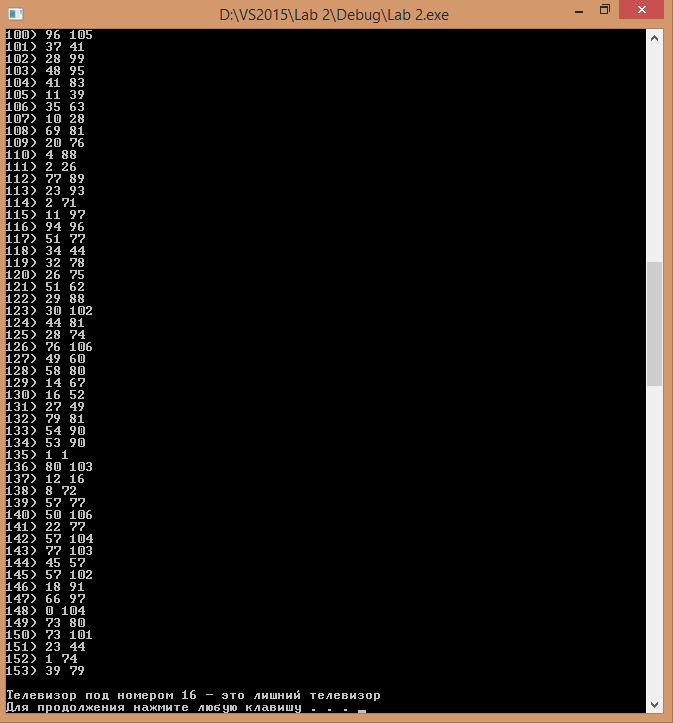 D:\VS2015\Lab 2\Debug\Lab 2.exe
100) 96 105
101) 37 41
102) 28 99
103) 48 95
104) 41 83
105) 11 39
106) 35 63
107) 10 28
108) 69 81
109) 20 76
110) 4 88
111) 2 26
112) 77 89
113) 23 93
114) 2 71
115) 11 97
116) 94 96
117) 51 77
118) 34 44
119) 32 78
120) 26 75
121) 51 62
122) 29 88
123) 30 102
124) 44 81
125) 28 74
126) 76 106
127) 49 60
128) 58 80
129) 14 67
130) 16 52
131) 27 49
132) 79 81
133) 54 90
134) 53 90
135) 1 1
136) 80 103
137) 12 16
138) 8 72
139) 57 77
140) 50 106
141) 22 77
142) 57 104
143) 77 103
144) 45 57
145) 57 102
146) 18 91
147) 66 97
148) 0 104
149) 73 80
150) 73 101
151) 23 44
152) 1 74
153) 39 79
Телевизор под номером 16 - это лишний телевизор
Для продолжения нажмите любую клавишу . . .